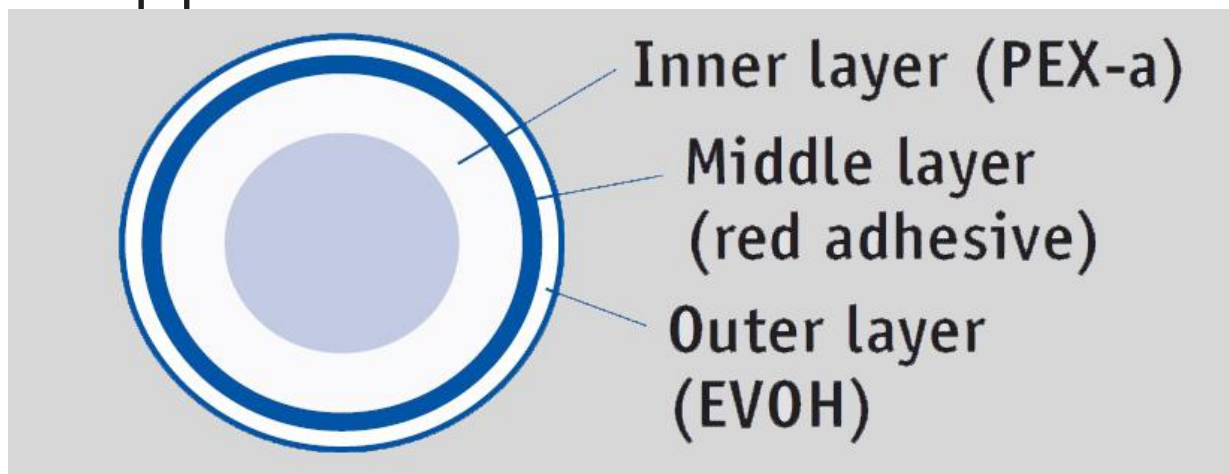 Inner layer (PEX-a)
Middle layer
(red adhesive)
Outer layer
(EVOH)